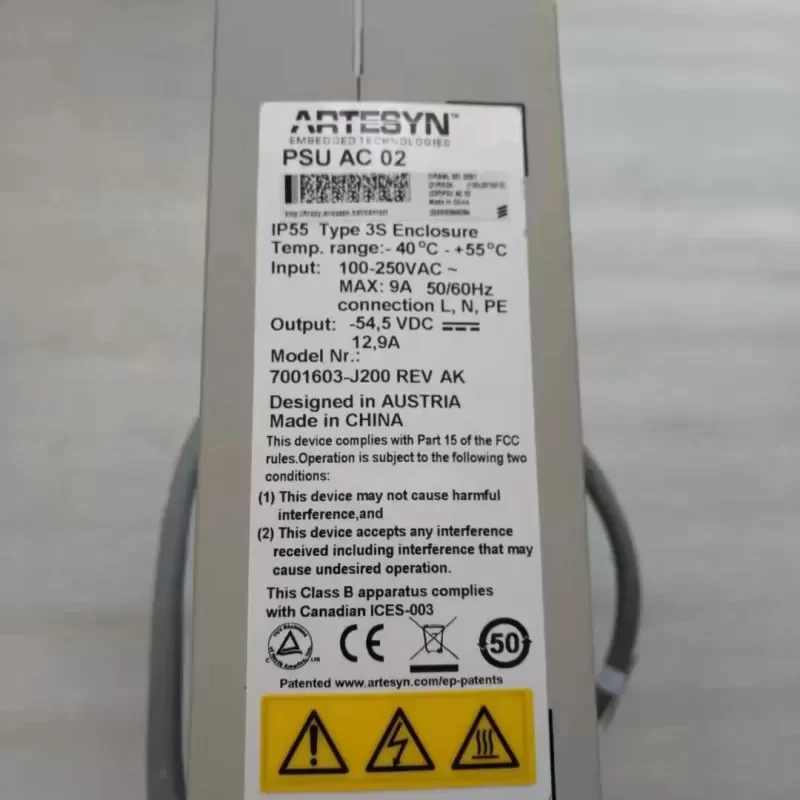 ARTESYN™
EMBEDDED TECHNOLOGIES
PSU AC 02
Made in China
IP55 Type 3S Enclosure
Temp. range:- 40°C - +55°C
Input: 100-250VAC ~
MAX: 9A 50/60Hz
connection L, N, PE
Output: -54,5 VDC
12,9A
Model Nr.:
7001603-J200 REV AK
Designed in AUSTRIA
Made in CHINA
This device complies with Part 15 of the FCC
rules.Operation is subject to the following two
conditions:
(1) This device may not cause harmful
interference,and
(2) This device accepts any interference
received including interference that may
cause undesired operation.
This Class B apparatus complies
with Canadian ICES-003
CE
50
Patented www.artesyn.com/ep-patents